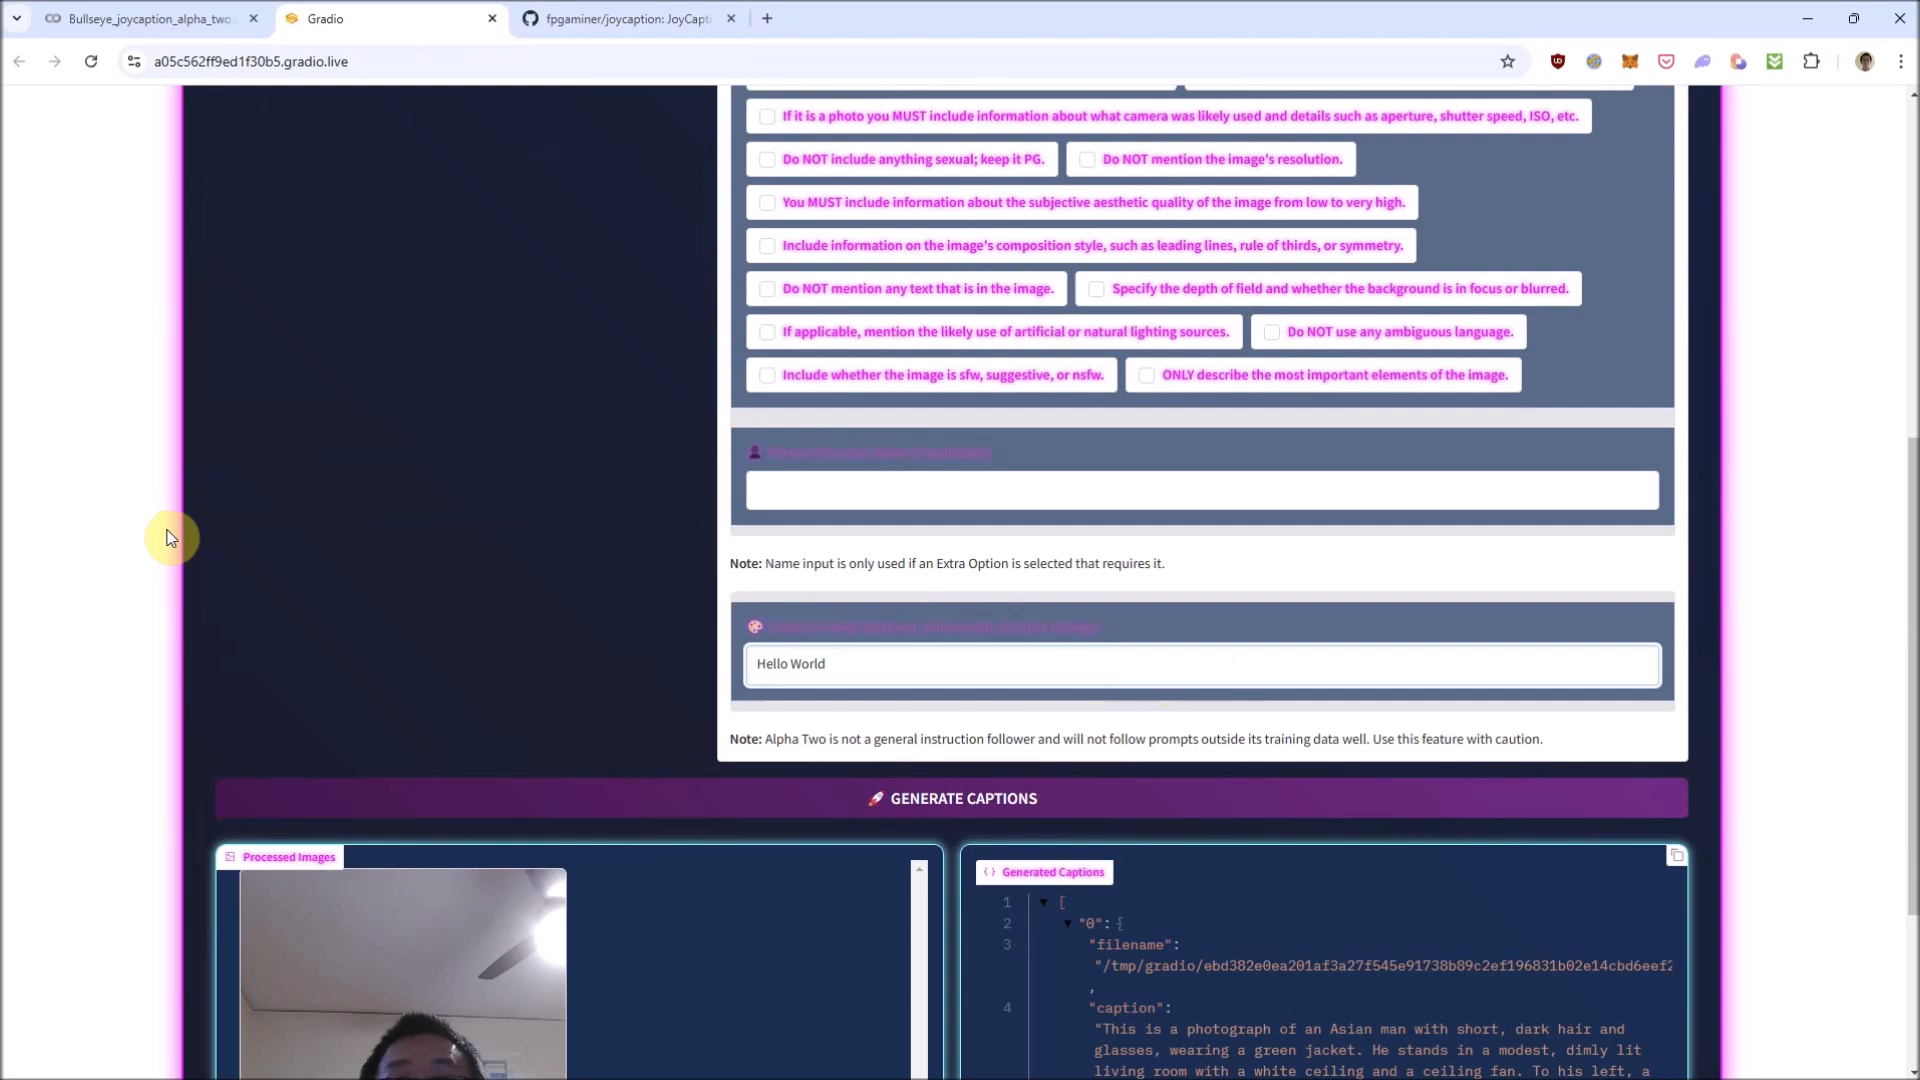 Bullseye_joycaption_alpha_two.
Gradio
fpgaminer/joycaption: JoyCapti
a05c562ff9ed1f30b5.gradio.live
If it is a photo you MUST include information about what camera was likely used and details such as aperture, shutter speed, ISO, etc.
Do NOT include anything sexual; keep it PG.
Do NOT mention the image's resolution.
You MUST include information about the subjective aesthetic quality of the image from low to very high.
Include information on the image's composition style, such as leading lines, rule of thirds, or symmetry.
Do NOT mention any text that is in the image.
Specify the depth of field and whether the background is in focus or blurred.
If applicable, mention the likely use of artificial or natural lighting sources.
Do NOT use any ambiguous language.
Include whether the image is sfw, suggestive, or nsfw.
ONLY describe the most important elements of the image.
Note: Name input is only used if an Extra Option is selected that requires it.
Hello World
Note: Alpha Two is not a general instruction follower and will not follow prompts outside its training data well. Use this feature with caution.
🚀 GENERATE CAPTIONS
Processed Images
{} Generated Captions
1 ▼ [
2 ▼ "0": {
3 "filename":
"/tmp/gradio/ebd382e0ea201af3a27f545e91738b89c2ef196831b02e14cbd6eef2
,
4 "caption":
"This is a photograph of an Asian man with short, dark hair and
glasses, wearing a green jacket. He stands in a modest, dimly lit
living room with a white ceiling and a ceiling fan. To his left, a